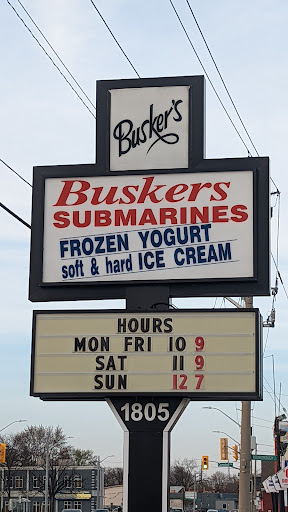 Busker's
Buskers
SUBMARINES
FROZEN YOGURT
soft & hard ICE CREAM
HOURS
MON FRI 10 9
SAT 11 9
SUN 12 7
1805